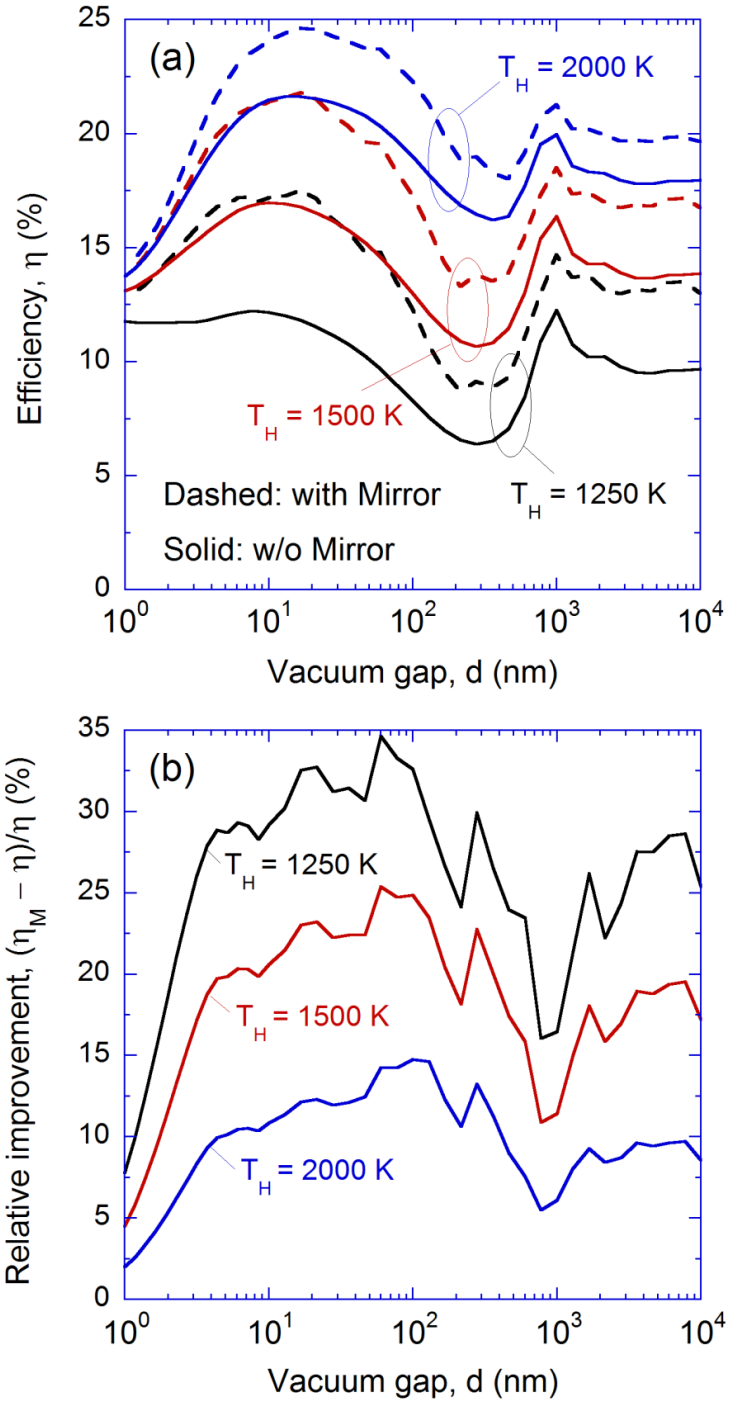 (a)
Efficiency, η (%)
25
20
15
10
5
0
T_H = 2000 K
T_H = 1500 K
T_H = 1250 K
Dashed: with Mirror
Solid: w/o Mirror
10^0 10^1 10^2 10^3 10^4
Vacuum gap, d (nm)
(b)
Relative improvement, (η_M − η)/η (%)
35
30
25
20
15
10
5
0
T_H = 1250 K
T_H = 1500 K
T_H = 2000 K
10^0 10^1 10^2 10^3 10^4
Vacuum gap, d (nm)